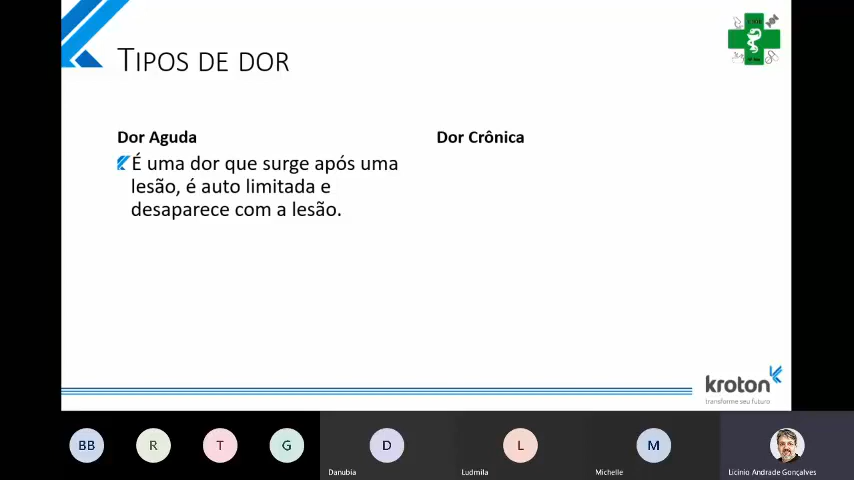 TIPOS DE DOR
Dor Aguda
É uma dor que surge após uma
lesão, é auto limitada e
desaparece com a lesão.
Dor Crônica
kroton
transforme seu futuro
BB
R
T
G
D
L
M
Danubia
Ludmila
Michelle
Licinio Andrade Gonçalves